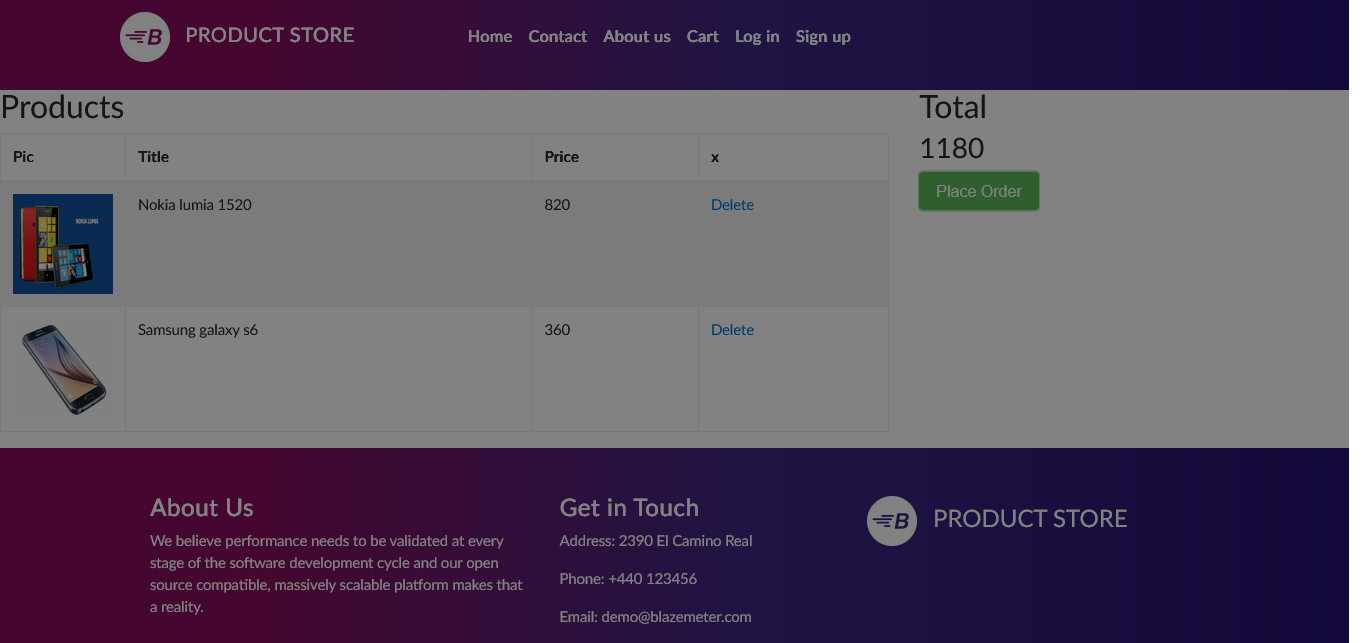 B PRODUCT STORE
Home Contact About us Cart Log in Sign up
Products
Pic Title Price x
NOKIA LUMIA
Nokia lumia 1520 820 Delete
Samsung galaxy s6 360 Delete
Total
1180
Place Order
About Us
We believe performance needs to be validated at every
stage of the software development cycle and our open
source compatible, massively scalable platform makes that
a reality.
Get in Touch
Address: 2390 El Camino Real
Phone: +440 123456
Email: demo@blazemeter.com
B PRODUCT STORE